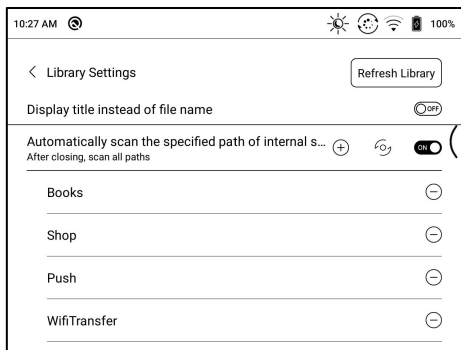 10:27 AM 100%
Library Settings Refresh Library
Display title instead of file name OFF
Automatically scan the specified path of internal s... ON
After closing, scan all paths
Books
Shop
Push
WifiTransfer